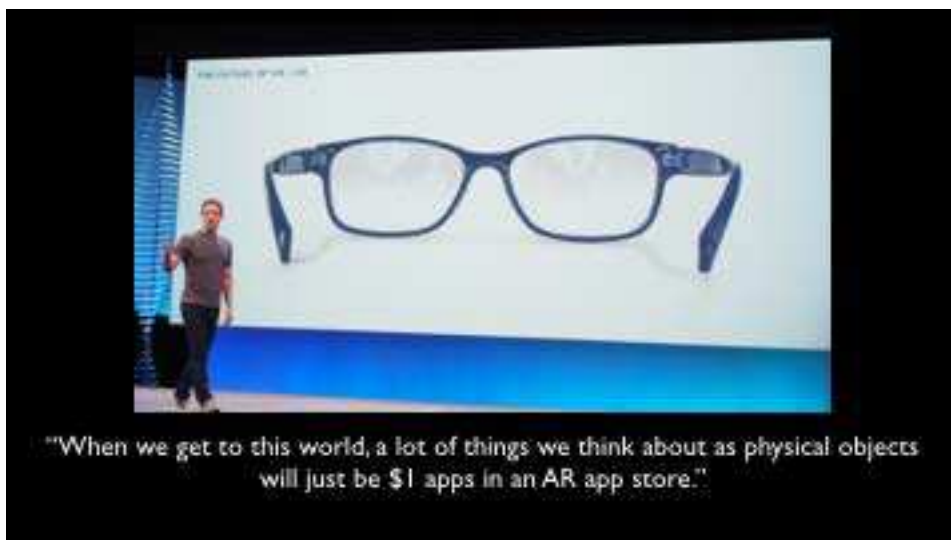 “When we get to this world, a lot of things we think about as physical objects
will just be $1 apps in an AR app store.”